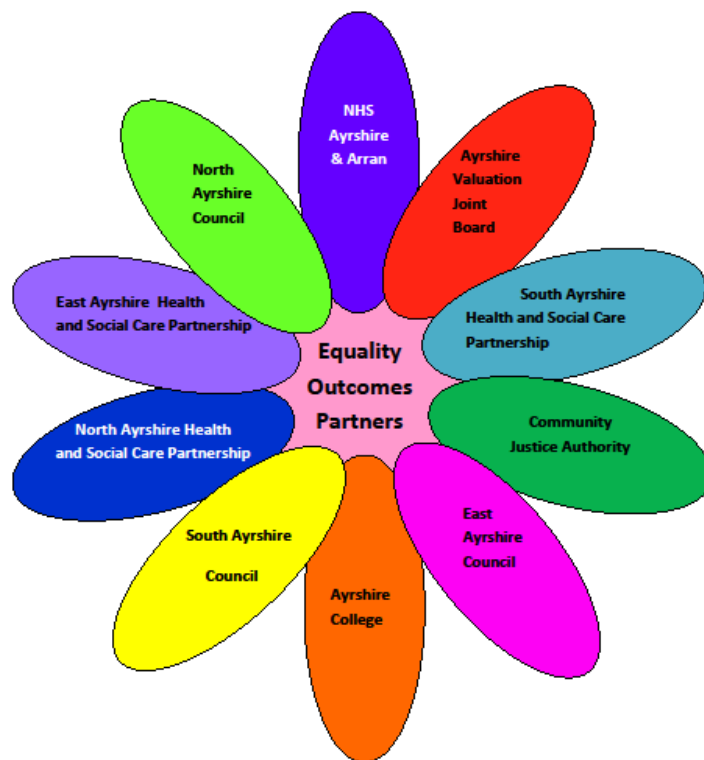 NHS
Ayrshire
& Arran
Ayrshire
Valuation
Joint
Board
South Ayrshire
Health and Social Care
Partnership
Community
Justice Authority
East
Ayrshire
Council
Ayrshire
College
South Ayrshire
Council
North Ayrshire Health
and Social Care Partnership
East Ayrshire Health
and Social Care Partnership
North
Ayrshire
Council
Equality
Outcomes
Partners